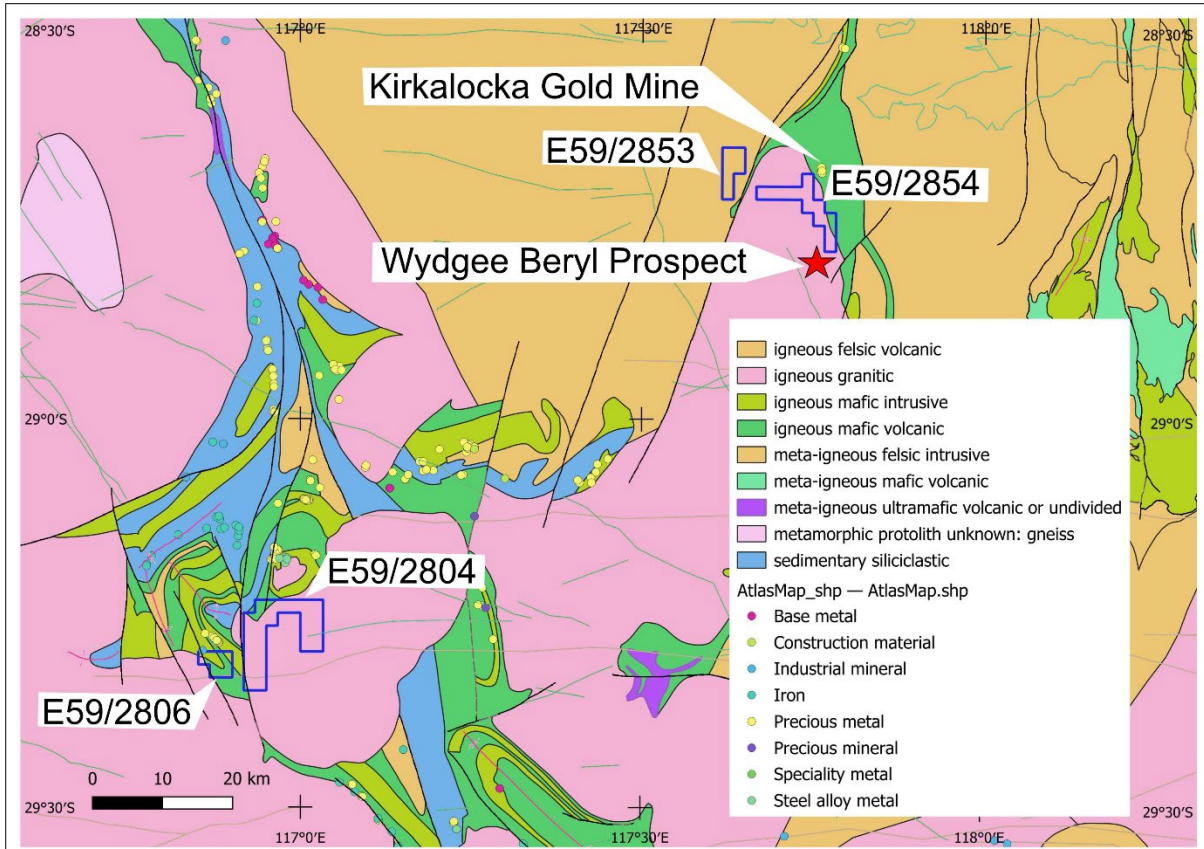 117°0'E
117°30'E
118°0'E
28°30'S
28°30'S
Kirkalocka Gold Mine
E59/2853
E59/2854
Wydgee Beryl Prospect
igneous felsic volcanic
igneous granitic
igneous mafic intrusive
igneous mafic volcanic
meta-igneous felsic intrusive
meta-igneous mafic volcanic
meta-igneous ultramafic volcanic or undivided
metamorphic protolith unknown: gneiss
sedimentary siliciclastic
AtlasMap_shp — AtlasMap.shp
Base metal
Construction material
Industrial mineral
Iron
Precious metal
Precious mineral
Speciality metal
Steel alloy metal
29°0'S
29°0'S
E59/2804
E59/2806
0 10 20 km
29°30'S
29°30'S
117°0'E
117°30'E
118°0'E